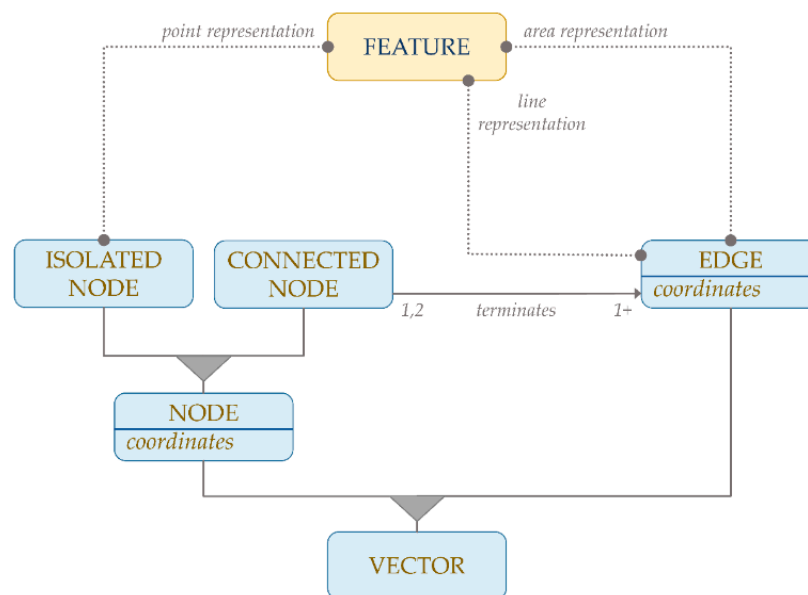 point representation
FEATURE
area representation
line
representation
ISOLATED
NODE
CONNECTED
NODE
EDGE
coordinates
1,2
terminates
1+
NODE
coordinates
VECTOR